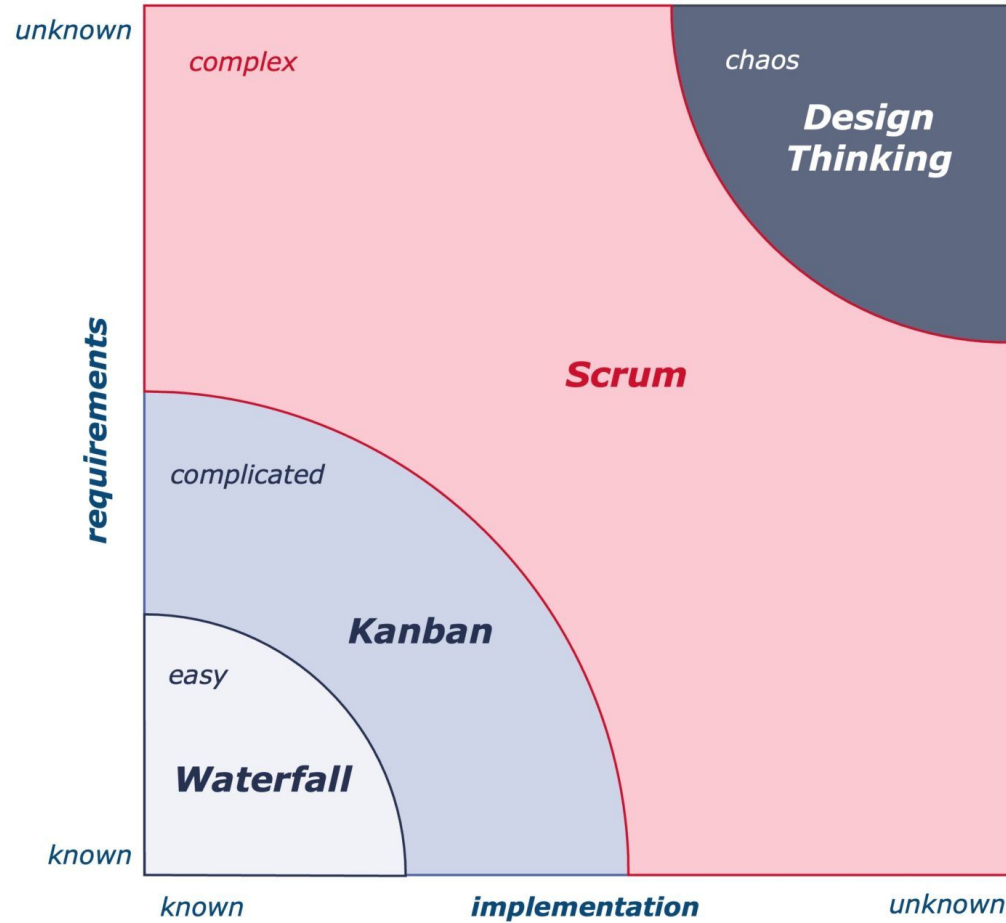 unknown
complex
chaos
Design
Thinking
requirements
Scrum
complicated
Kanban
easy
Waterfall
known
known
implementation
unknown